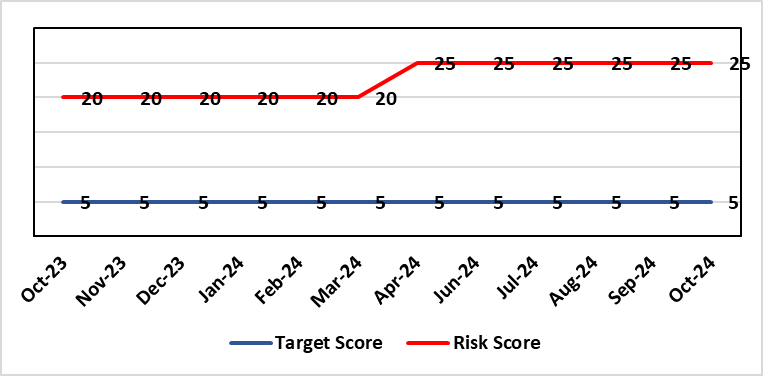 25 25 25 25 25 25
20 20 20 20 20 20
5 5 5 5 5 5 5 5 5 5 5 5
Oct-23 Nov-23 Dec-23 Jan-24 Feb-24 Mar-24 Apr-24 Jun-24 Jul-24 Aug-24 Sep-24 Oct-24
Target Score Risk Score